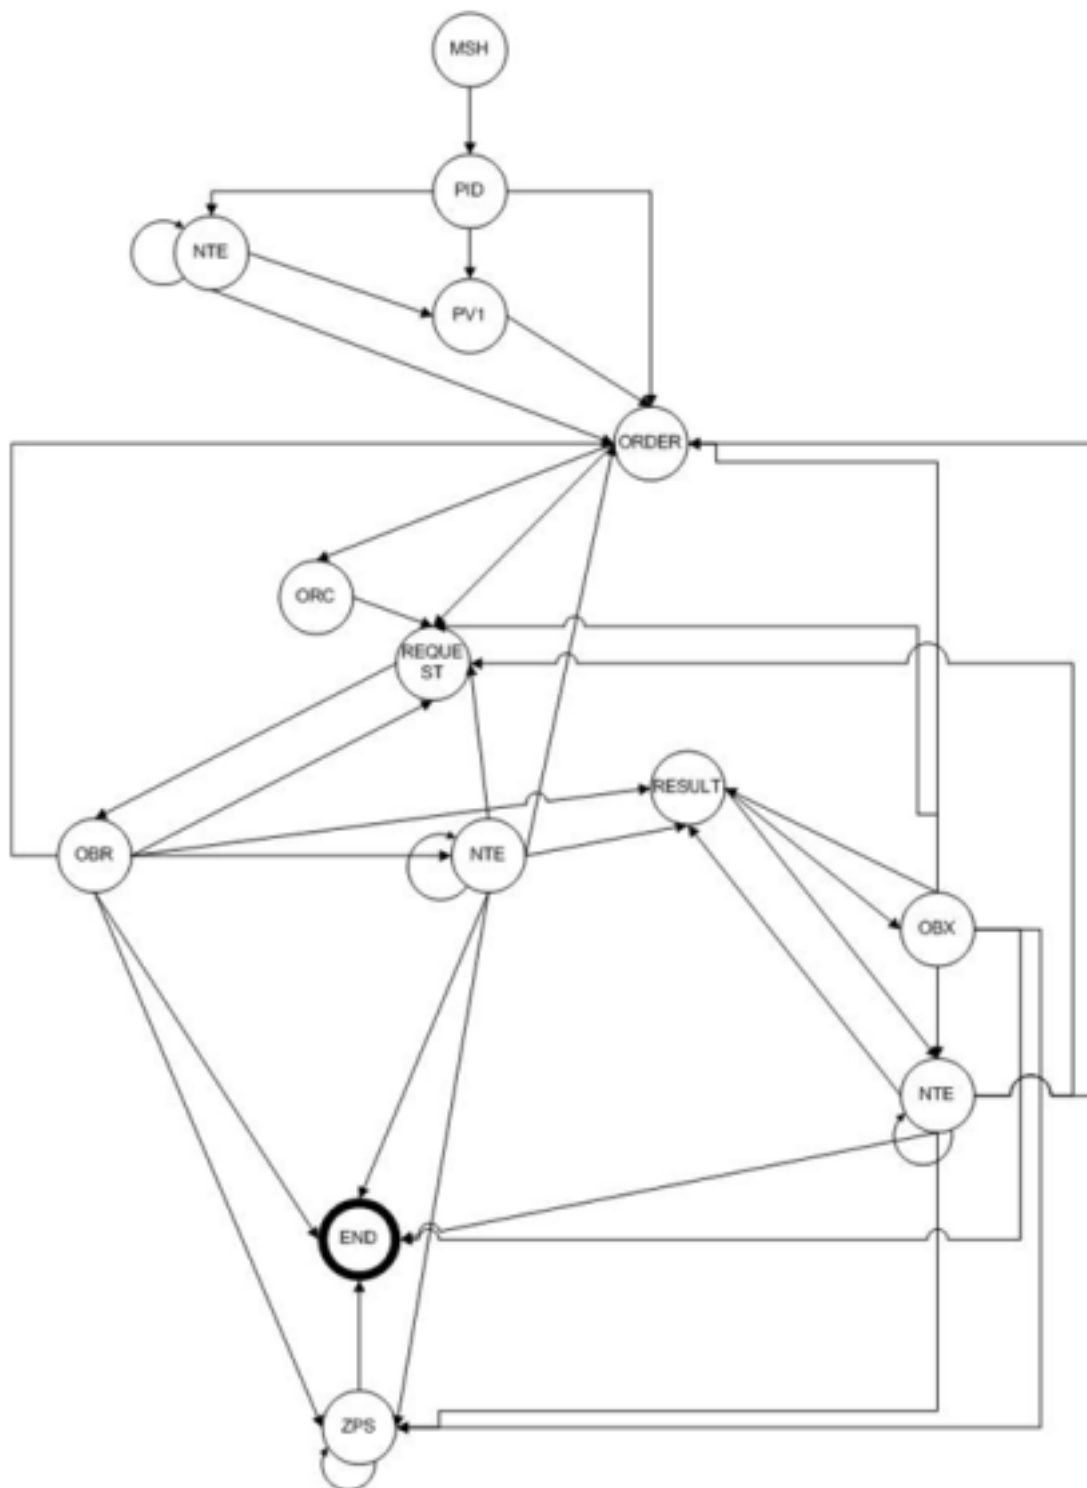 MSH
PID
NTE
PV1
ORDER
ORC
REQUE
ST
RESULT
OBR
NTE
OBX
NTE
END
ZPS